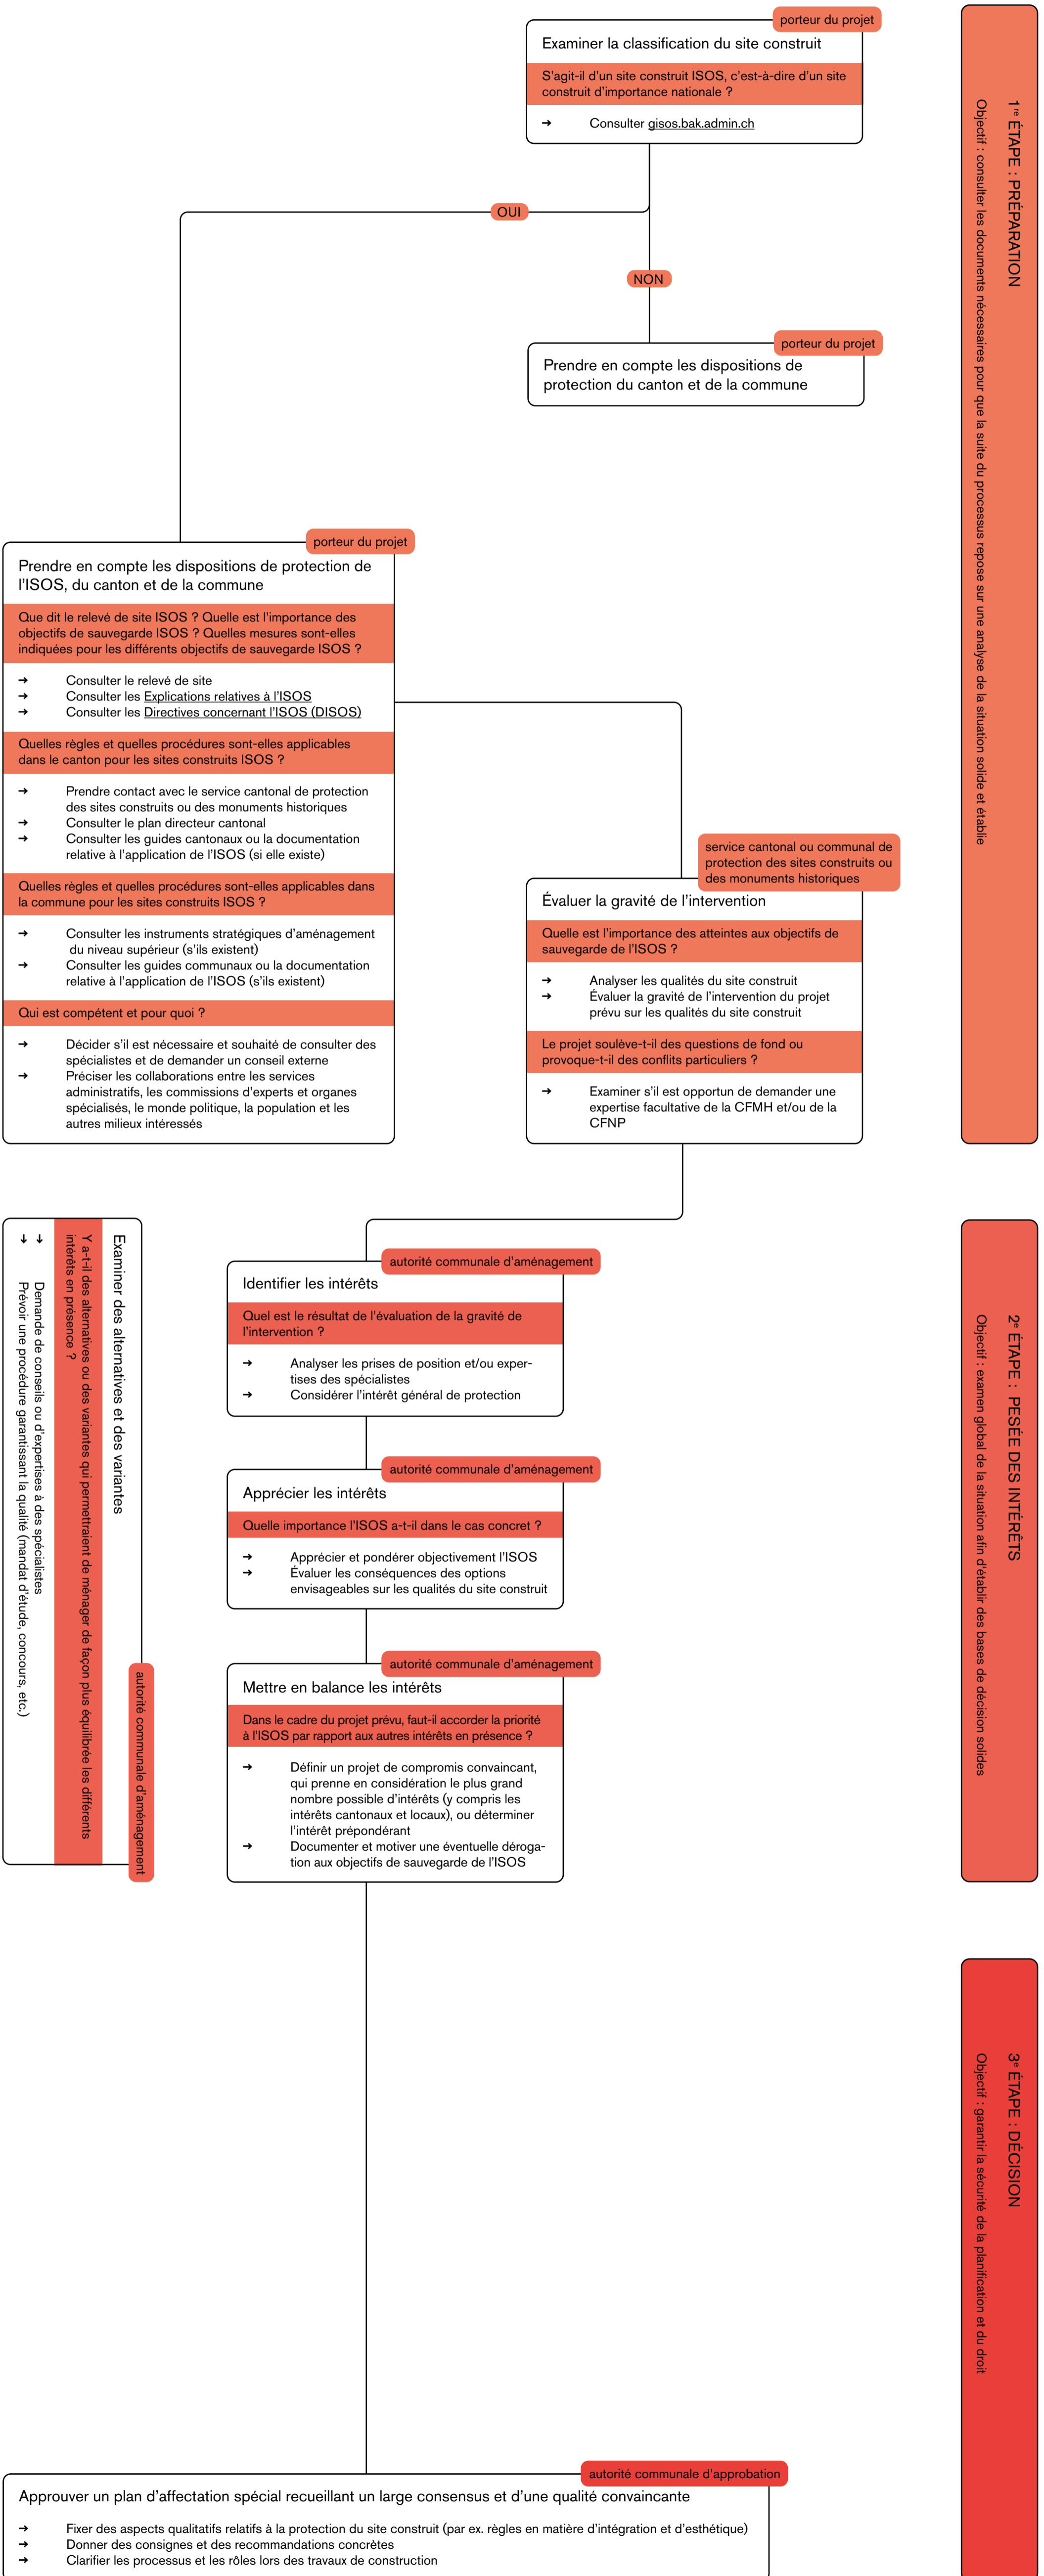 porteur du projet
Examiner la classification du site construit
S'agit-il d'un site construit ISOS, c'est-à-dire d'un site
construit d'importance nationale ?
➔ Consulter gisos.bak.admin.ch
OUI
NON
porteur du projet
Prendre en compte les dispositions de
protection du canton et de la commune
porteur du projet
Prendre en compte les dispositions de protection de
l'ISOS, du canton et de la commune
Que dit le relevé de site ISOS ? Quelle est l'importance des
objectifs de sauvegarde ISOS ? Quelles mesures sont-elles
indiquées pour les différents objectifs de sauvegarde ISOS ?
➔ Consulter le relevé de site
➔ Consulter les Explications relatives à l'ISOS
➔ Consulter les Directives concernant l'ISOS (DISOS)
Quelles règles et quelles procédures sont-elles applicables
dans le canton pour les sites construits ISOS ?
➔ Prendre contact avec le service cantonal de protection
des sites construits ou des monuments historiques
➔ Consulter le plan directeur cantonal
➔ Consulter les guides cantonaux ou la documentation
relative à l'application de l'ISOS (si elle existe)
Quelles règles et quelles procédures sont-elles applicables dans
la commune pour les sites construits ISOS ?
➔ Consulter les instruments stratégiques d'aménagement
du niveau supérieur (s'ils existent)
➔ Consulter les guides communaux ou la documentation
relative à l'application de l'ISOS (s'ils existent)
Qui est compétent et pour quoi ?
➔ Décider s'il est nécessaire et souhaité de consulter des
spécialistes et de demander un conseil externe
➔ Préciser les collaborations entre les services
administratifs, les commissions d'experts et organes
spécialisés, le monde politique, la population et les
autres milieux intéressés
service cantonal ou communal de
protection des sites construits ou
des monuments historiques
Évaluer la gravité de l'intervention
Quelle est l'importance des atteintes aux objectifs de
sauvegarde de l'ISOS ?
➔ Analyser les qualités du site construit
➔ Évaluer la gravité de l'intervention du projet
prévu sur les qualités du site construit
Le projet soulève-t-il des questions de fond ou
provoque-t-il des conflits particuliers ?
➔ Examiner s'il est opportun de demander une
expertise facultative de la CFMH et/ou de la
CFNP
1re ÉTAPE : PRÉPARATION
Objectif : consulter les documents nécessaires pour que la suite du processus repose sur une analyse de la situation solide et établie
autorité communale d'aménagement
Examiner des alternatives et des variantes
Y a-t-il des alternatives ou des variantes qui permettraient de ménager de façon plus équilibrée les différents
intérêts en présence ?
➔ Demande de conseils ou d'expertises à des spécialistes
➔ Prévoir une procédure garantissant la qualité (mandat d'étude, concours, etc.)
autorité communale d'aménagement
Identifier les intérêts
Quel est le résultat de l'évaluation de la gravité de
l'intervention ?
➔ Analyser les prises de position et/ou exper-
tises des spécialistes
➔ Considérer l'intérêt général de protection
autorité communale d'aménagement
Apprécier les intérêts
Quelle importance l'ISOS a-t-il dans le cas concret ?
➔ Apprécier et pondérer objectivement l'ISOS
➔ Évaluer les conséquences des options
envisageables sur les qualités du site construit
autorité communale d'aménagement
Mettre en balance les intérêts
Dans le cadre du projet prévu, faut-il accorder la priorité
à l'ISOS par rapport aux autres intérêts en présence ?
➔ Définir un projet de compromis convaincant,
qui prenne en considération le plus grand
nombre possible d'intérêts (y compris les
intérêts cantonaux et locaux), ou déterminer
l'intérêt prépondérant
➔ Documenter et motiver une éventuelle déroga-
tion aux objectifs de sauvegarde de l'ISOS
2e ÉTAPE : PESÉE DES INTÉRÊTS
Objectif : examen global de la situation afin d'établir des bases de décision solides
3e ÉTAPE : DÉCISION
Objectif : garantir la sécurité de la planification et du droit
autorité communale d'approbation
Approuver un plan d'affectation spécial recueillant un large consensus et d'une qualité convaincante
➔ Fixer des aspects qualitatifs relatifs à la protection du site construit (par ex. règles en matière d'intégration et d'esthétique)
➔ Donner des consignes et des recommandations concrètes
➔ Clarifier les processus et les rôles lors des travaux de construction